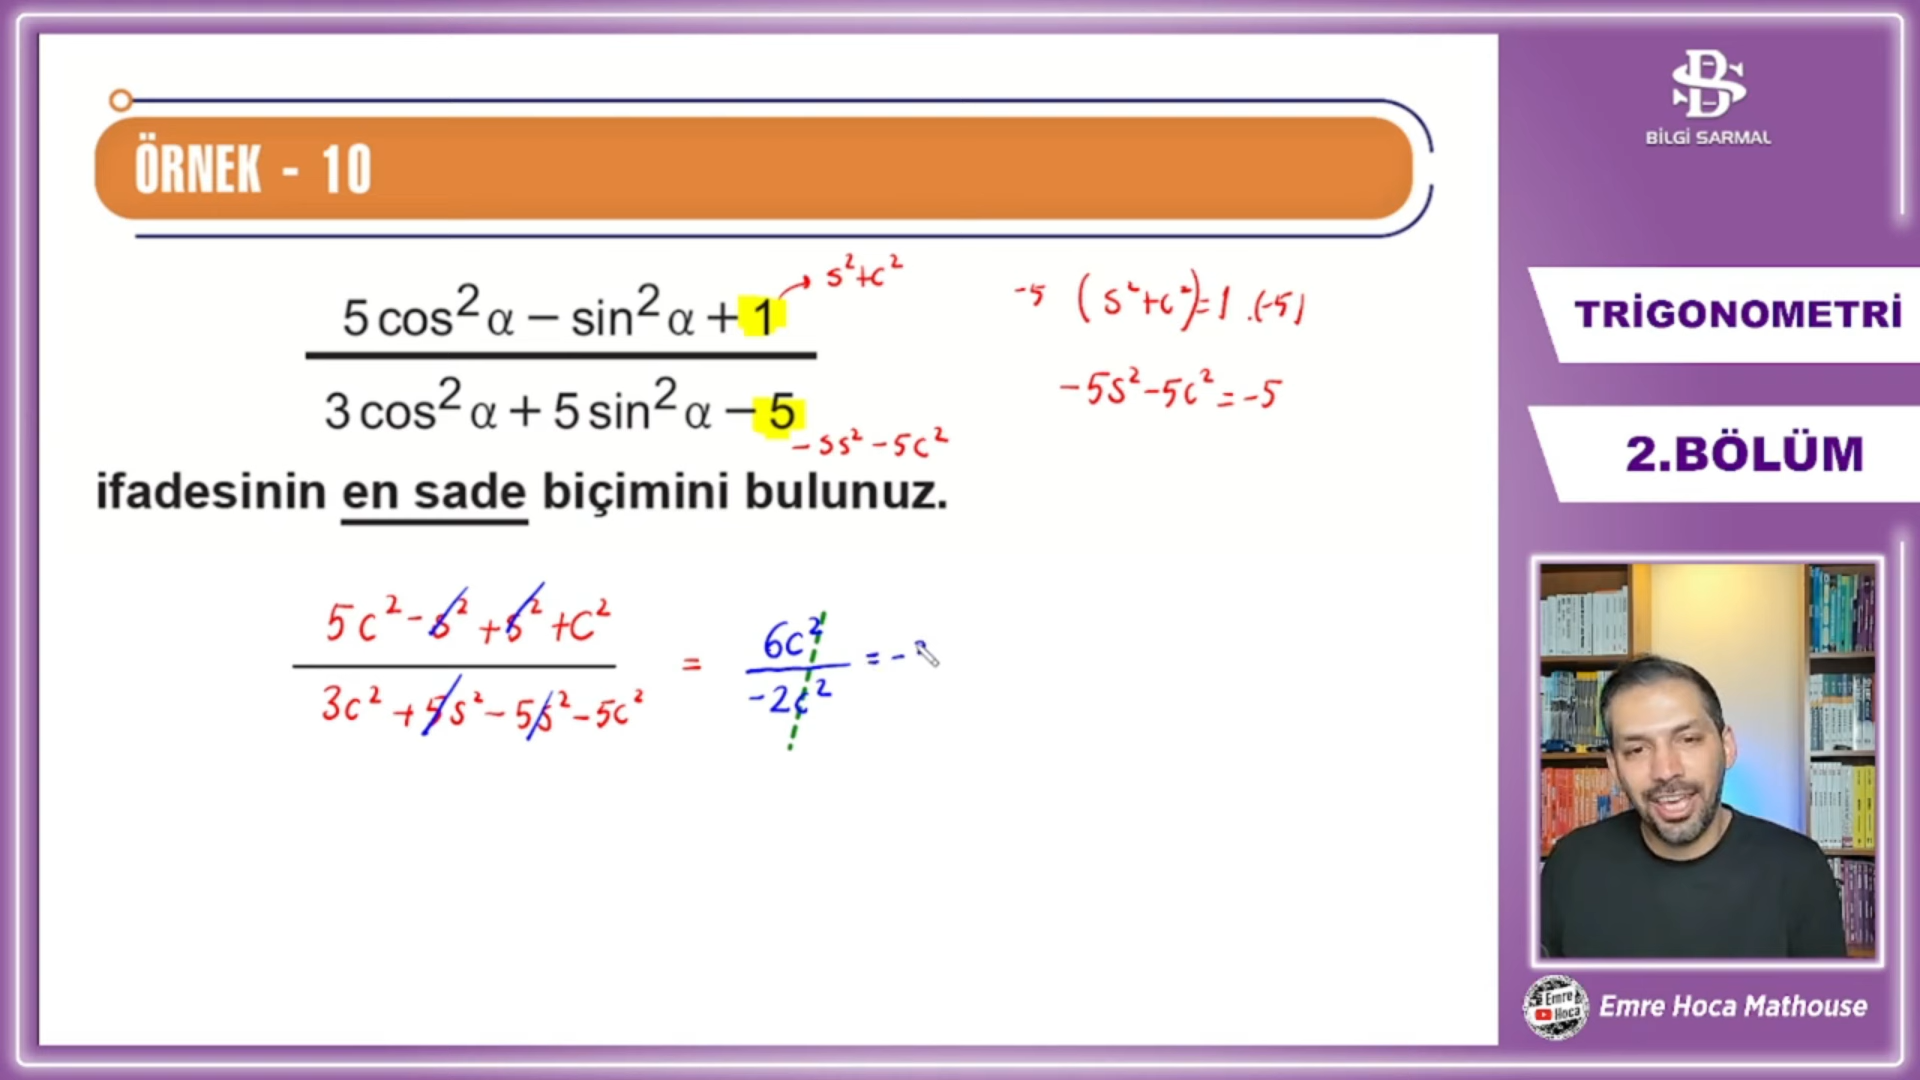 BİLGİ SARMAL
ÖRNEK - 10
5 cos²α − sin²α + 1 → s²+c²
3 cos²α + 5 sin²α − 5
-5s² -5c²
-5 (s²+c²)=1.(-5)
-5s²-5c²=-5
ifadesinin en sade biçimini bulunuz.
5c²-s²+s²+c²
3c²+5s²-5s²-5c²
=
6c²
-2c²
= -
TRİGONOMETRİ
2.BÖLÜM
Emre
Hoca
Emre Hoca Mathouse